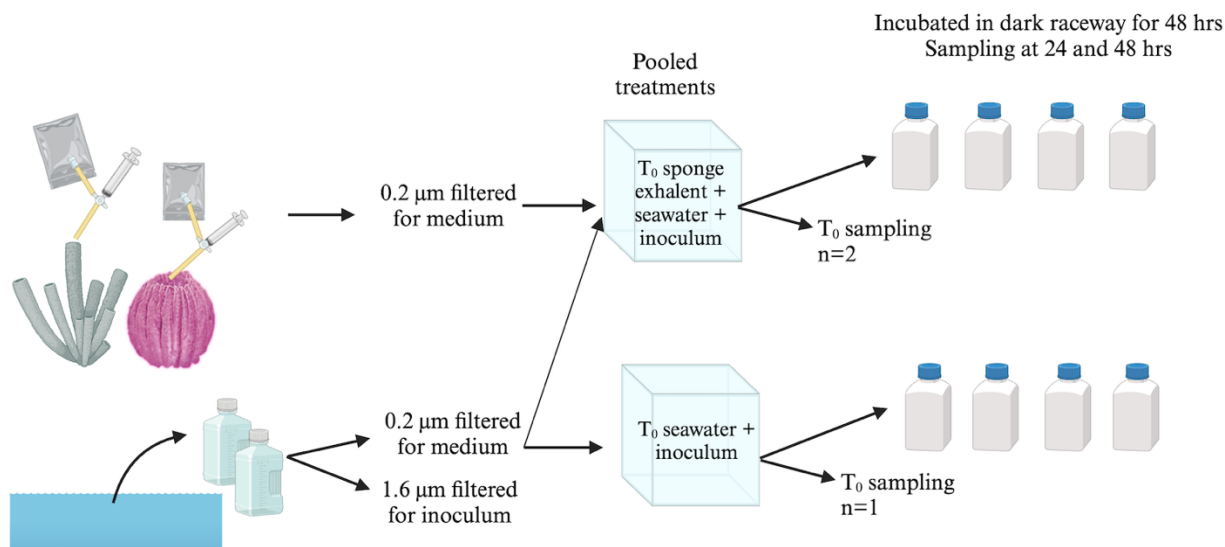 Incubated in dark raceway for 48 hrs
Sampling at 24 and 48 hrs
Pooled
treatments
0.2 μm filtered
for medium
T₀ sponge
exhalent +
seawater +
inoculum
T₀ sampling
n=2
0.2 μm filtered
for medium
1.6 μm filtered
for inoculum
T₀ seawater +
inoculum
T₀ sampling
n=1